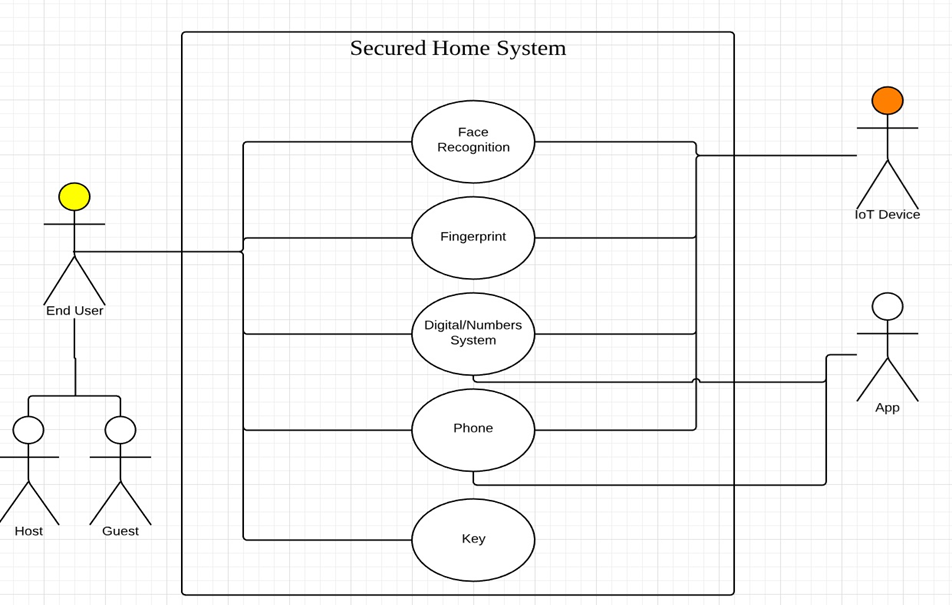 Secured Home System
Face
Recognition
IoT Device
Fingerprint
End User
Digital/Numbers
System
App
Phone
Host
Guest
Key